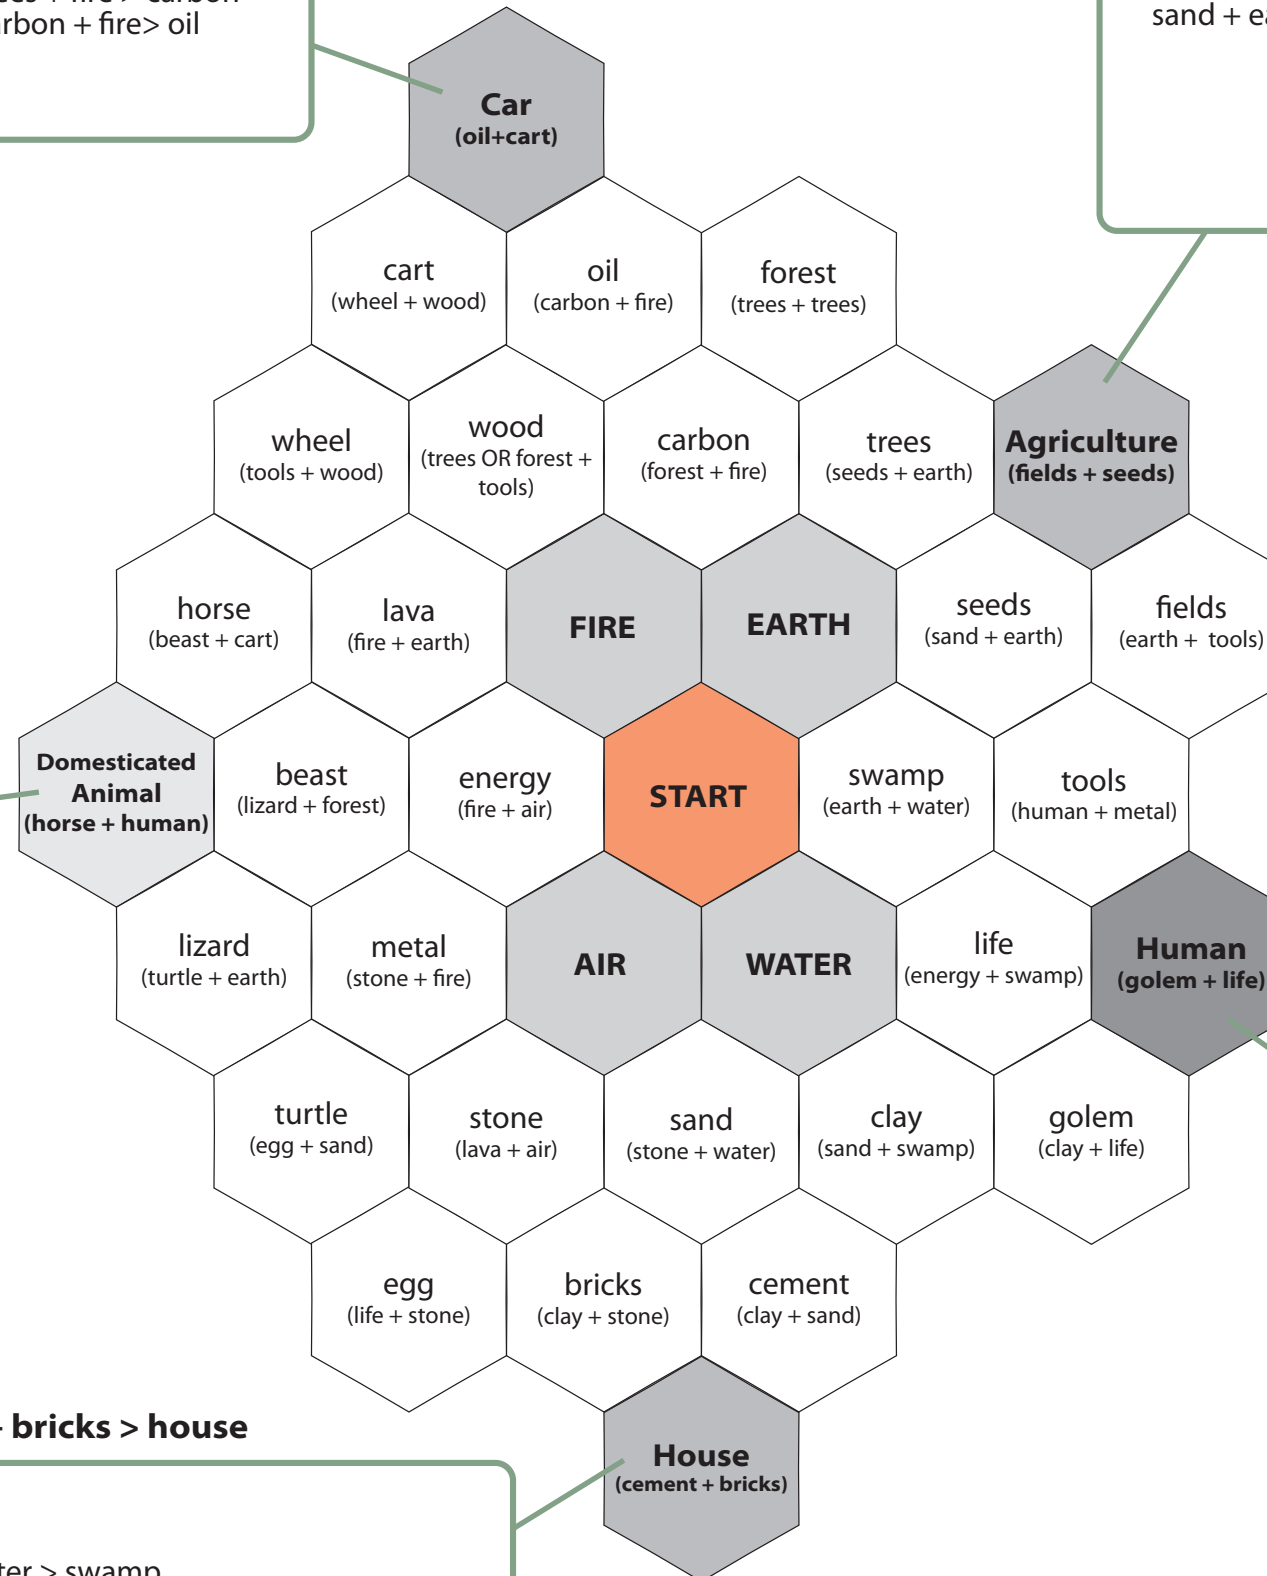 + fire > carbon
+ fire> oil
sand +
Car
(oil+cart)
cart
(wheel + wood)
oil
(carbon + fire)
forest
(trees + trees)
wheel
(tools + wood)
wood
(trees OR forest +
tools)
carbon
(forest + fire)
trees
(seeds + earth)
Agriculture
(fields + seeds)
horse
(beast + cart)
lava
(fire + earth)
FIRE
EARTH
seeds
(sand + earth)
fields
(earth + tools)
Domesticated
Animal
(horse + human)
beast
(lizard + forest)
energy
(fire + air)
START
swamp
(earth + water)
tools
(human + metal)
lizard
(turtle + earth)
metal
(stone + fire)
AIR
WATER
life
(energy + swamp)
Human
(golem + life)
turtle
(egg + sand)
stone
(lava + air)
sand
(stone + water)
clay
(sand + swamp)
golem
(clay + life)
egg
(life + stone)
bricks
(clay + stone)
cement
(clay + sand)
bricks > house
House
(cement + bricks)
> swamp